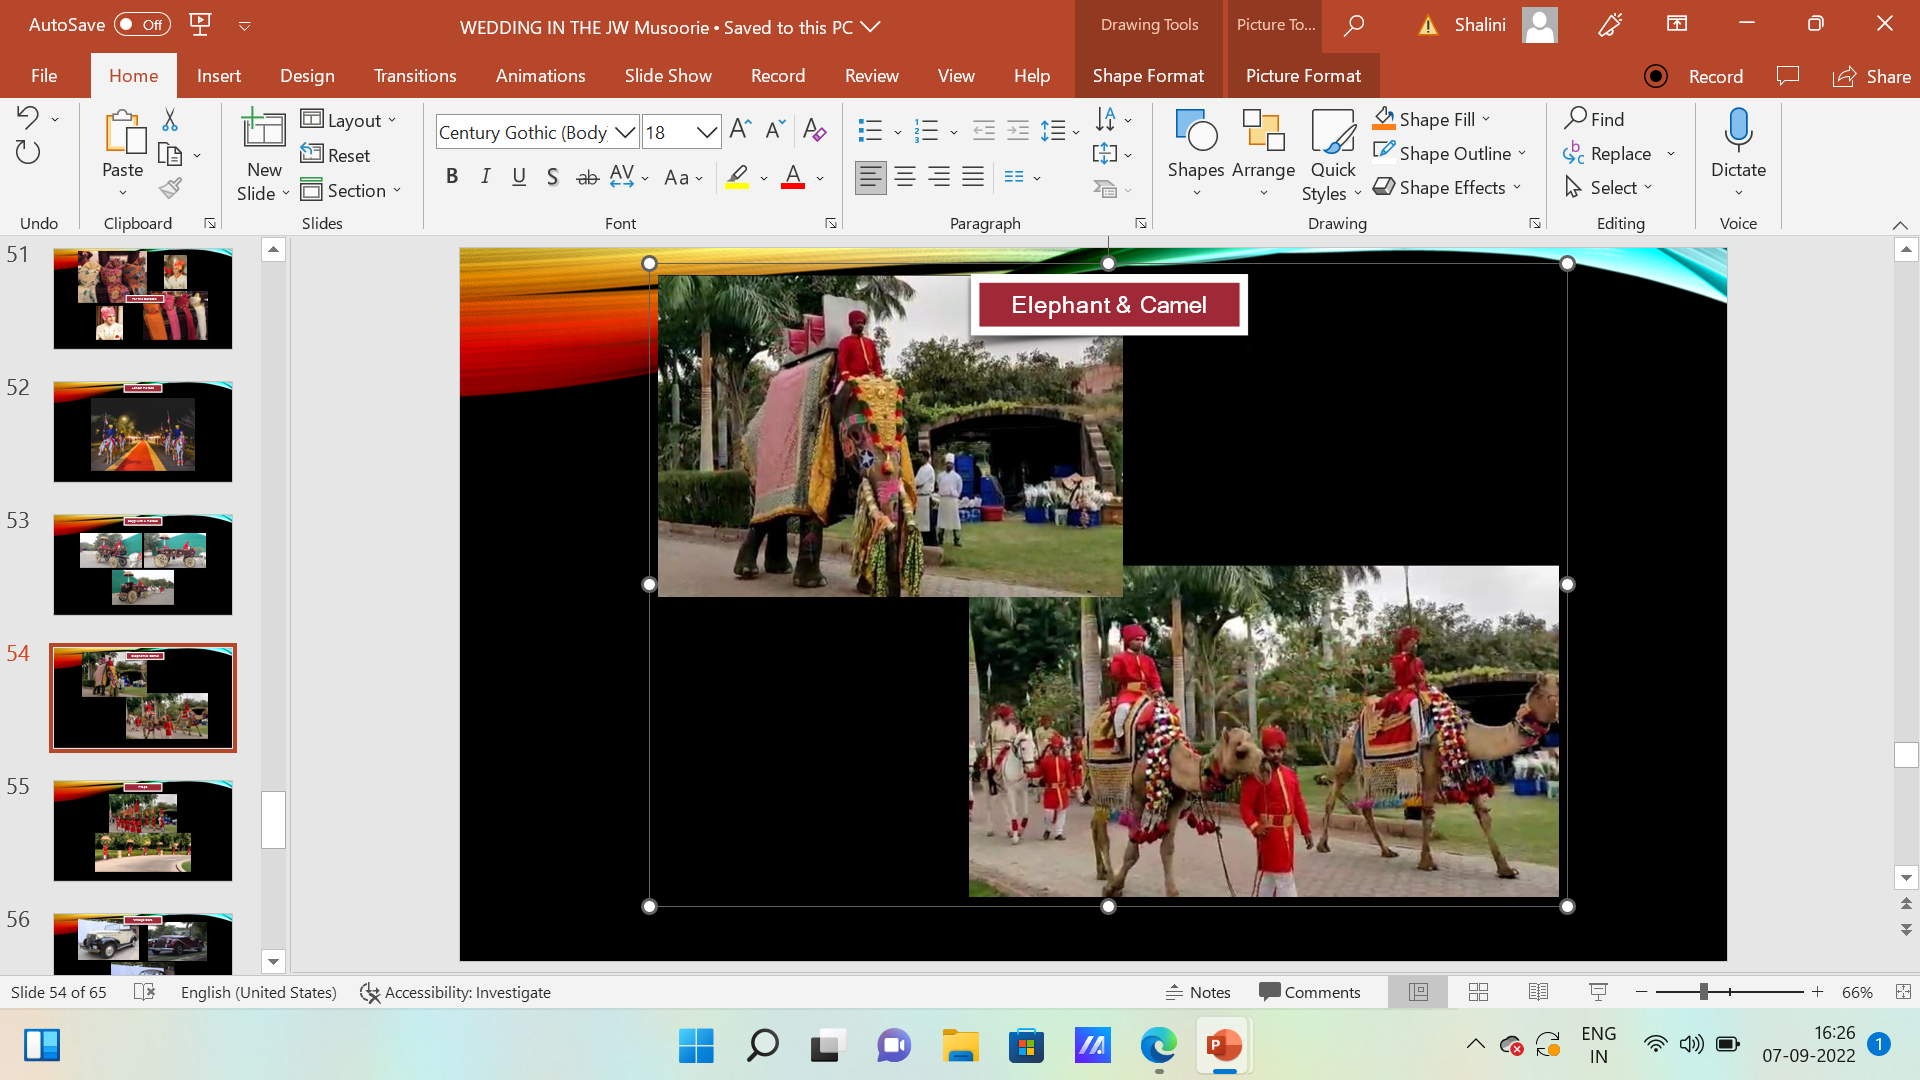 AutoSave Off
WEDDING IN THE JW Musoorie • Saved to this PC
Drawing Tools
Picture To...
Shalini
File Home Insert Design Transitions Animations Slide Show Record Review View Help Shape Format Picture Format
Record Share
Paste
New
Slide
Layout
Reset
Section
Century Gothic (Body) 18
B I U S ab AV Aa A
Shapes Arrange Quick
Styles
Shape Fill
Shape Outline
Shape Effects
Find
Replace
Select
Dictate
Undo Clipboard Slides Font Paragraph Drawing Editing Voice
51
52
53
54
55
56
Elephant & Camel
Slide 54 of 65 English (United States) Accessibility: Investigate
Notes Comments 66%
ENG
IN
16:26
07-09-2022
1